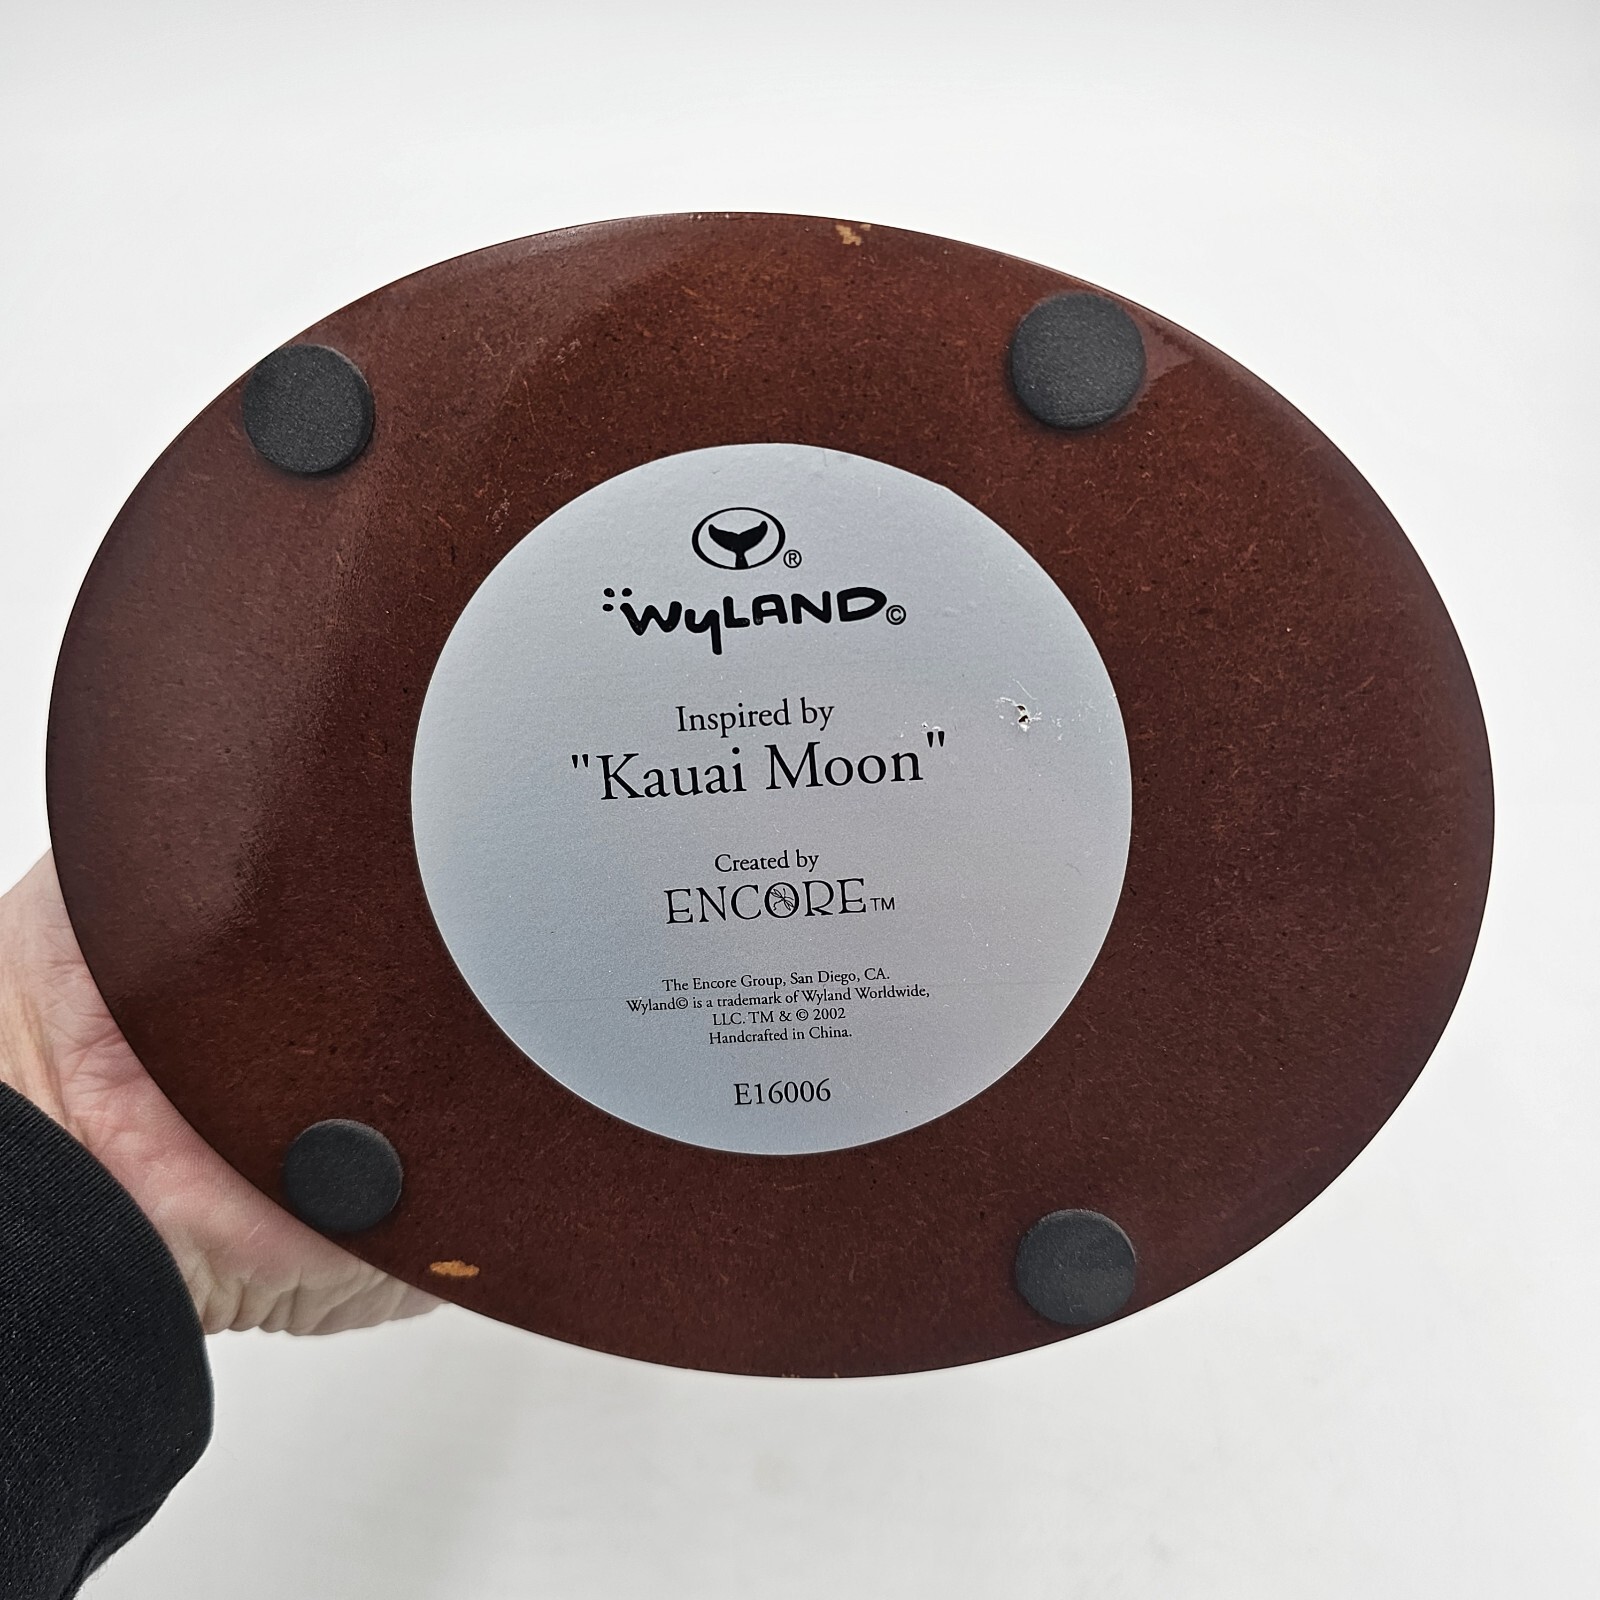 ®
WyLAND©
Inspired by
"Kauai Moon"
Created by
ENCORE™
The Encore Group, San Diego, CA.
Wyland© is a trademark of Wyland Worldwide,
LLC. TM & © 2002
Handcrafted in China.
E16006